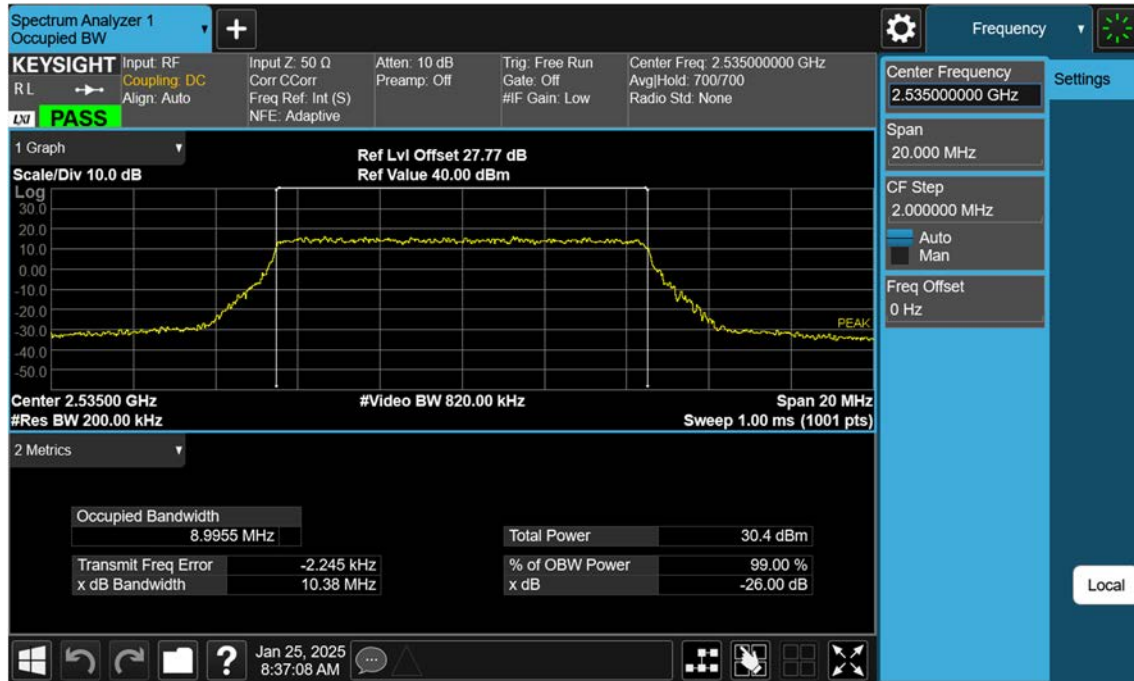 Spectrum Analyzer 1
Occupied BW
Frequency
KEYSIGHT
R L
LXI
PASS
Input: RF
Coupling: DC
Align: Auto
Input Z: 50 Ω
Corr CCorr
Freq Ref: Int (S)
NFE: Adaptive
Atten: 10 dB
Preamp: Off
Trig: Free Run
Gate: Off
#IF Gain: Low
Center Freq: 2.535000000 GHz
Avg|Hold: 700/700
Radio Std: None
Center Frequency
2.535000000 GHz
Settings
Span
20.000 MHz
CF Step
2.000000 MHz
Auto
Man
Freq Offset
0 Hz
Local
1 Graph
Scale/Div 10.0 dB
Ref Lvl Offset 27.77 dB
Ref Value 40.00 dBm
Log
30.0
20.0
10.0
0.00
-10.0
-20.0
-30.0
-40.0
-50.0
PEAK
Center 2.53500 GHz
#Video BW 820.00 kHz
Span 20 MHz
#Res BW 200.00 kHz
Sweep 1.00 ms (1001 pts)
2 Metrics
Occupied Bandwidth
8.9955 MHz
Total Power 30.4 dBm
Transmit Freq Error -2.245 kHz
% of OBW Power 99.00 %
x dB Bandwidth 10.38 MHz
x dB -26.00 dB
?
Jan 25, 2025
8:37:08 AM